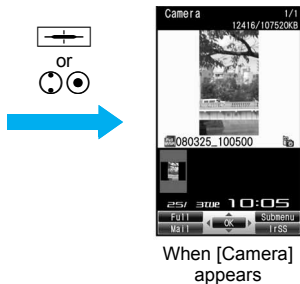 or
Camera 1/1
12416/107520KB
080325_100500
25/ 3TUE 10:05
Full Submenu
OK
Mail IrSS
When [Camera]
appears